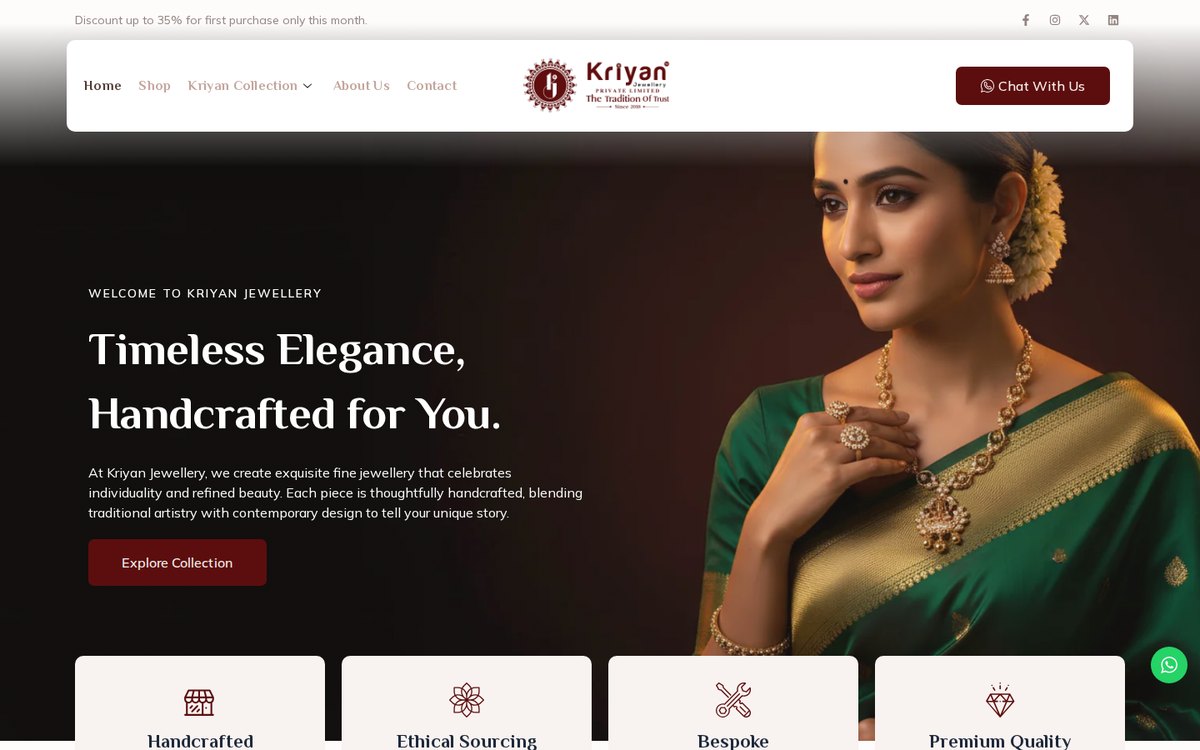 Discount up to 35% for first purchase only this month.
Home
Shop
Kriyan Collection
About Us
Contact
Kriyan®
Jewellery
PRIVATE LIMITED
The Tradition Of Trust
Since 2018
Chat With Us
WELCOME TO KRIYAN JEWELLERY
Timeless Elegance,
Handcrafted for You.
At Kriyan Jewellery, we create exquisite fine jewellery that celebrates
individuality and refined beauty. Each piece is thoughtfully handcrafted, blending
traditional artistry with contemporary design to tell your unique story.
Explore Collection
Handcrafted
Ethical Sourcing
Bespoke
Premium Quality